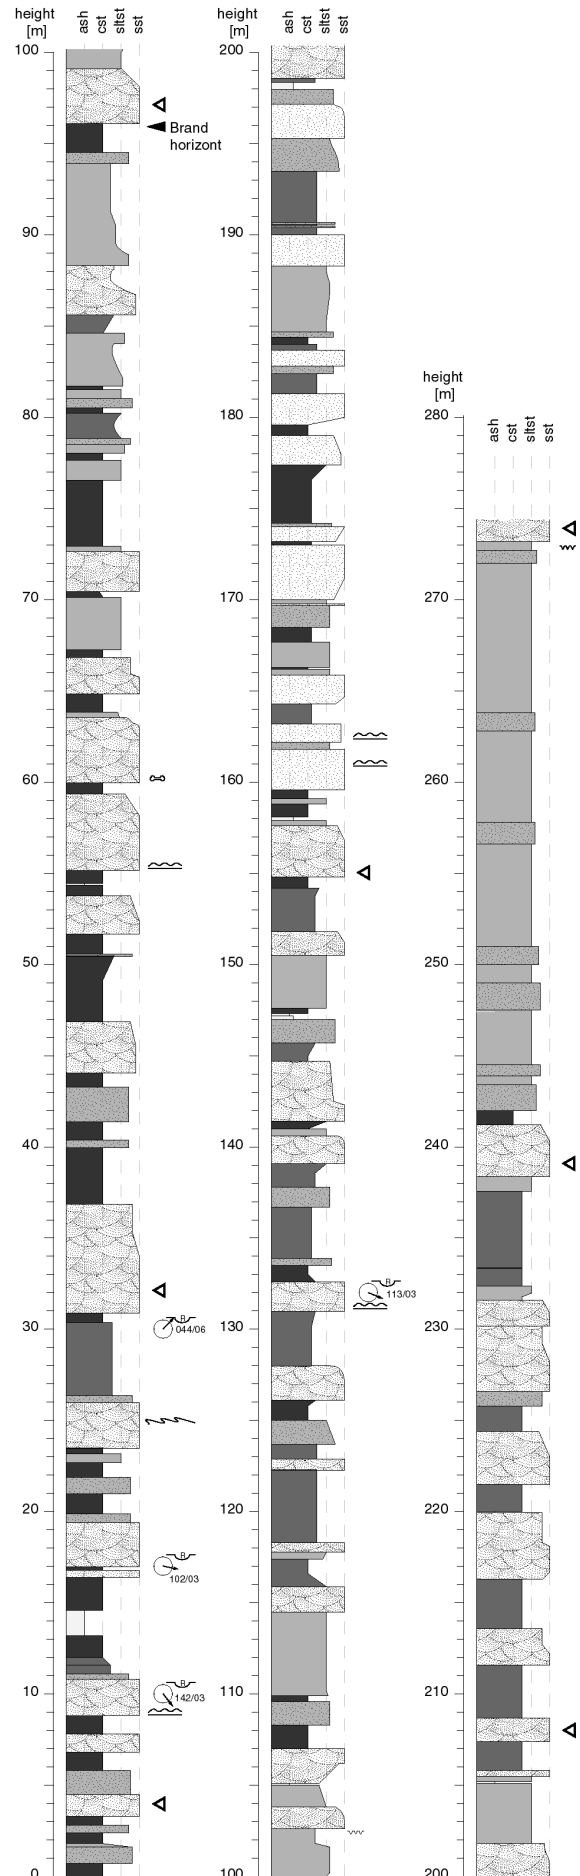 height
[m]
ash
cst
sltst
sst
100
Brand
horizont
90
80
70
60
50
40
30
R
044/06
20
R
102/03
10
R
142/03
0
height
[m]
ash
cst
sltst
sst
200
190
180
170
160
150
140
130
R
113/03
120
110
100
height
[m]
ash
cst
sltst
sst
280
270
260
250
240
230
220
210
200